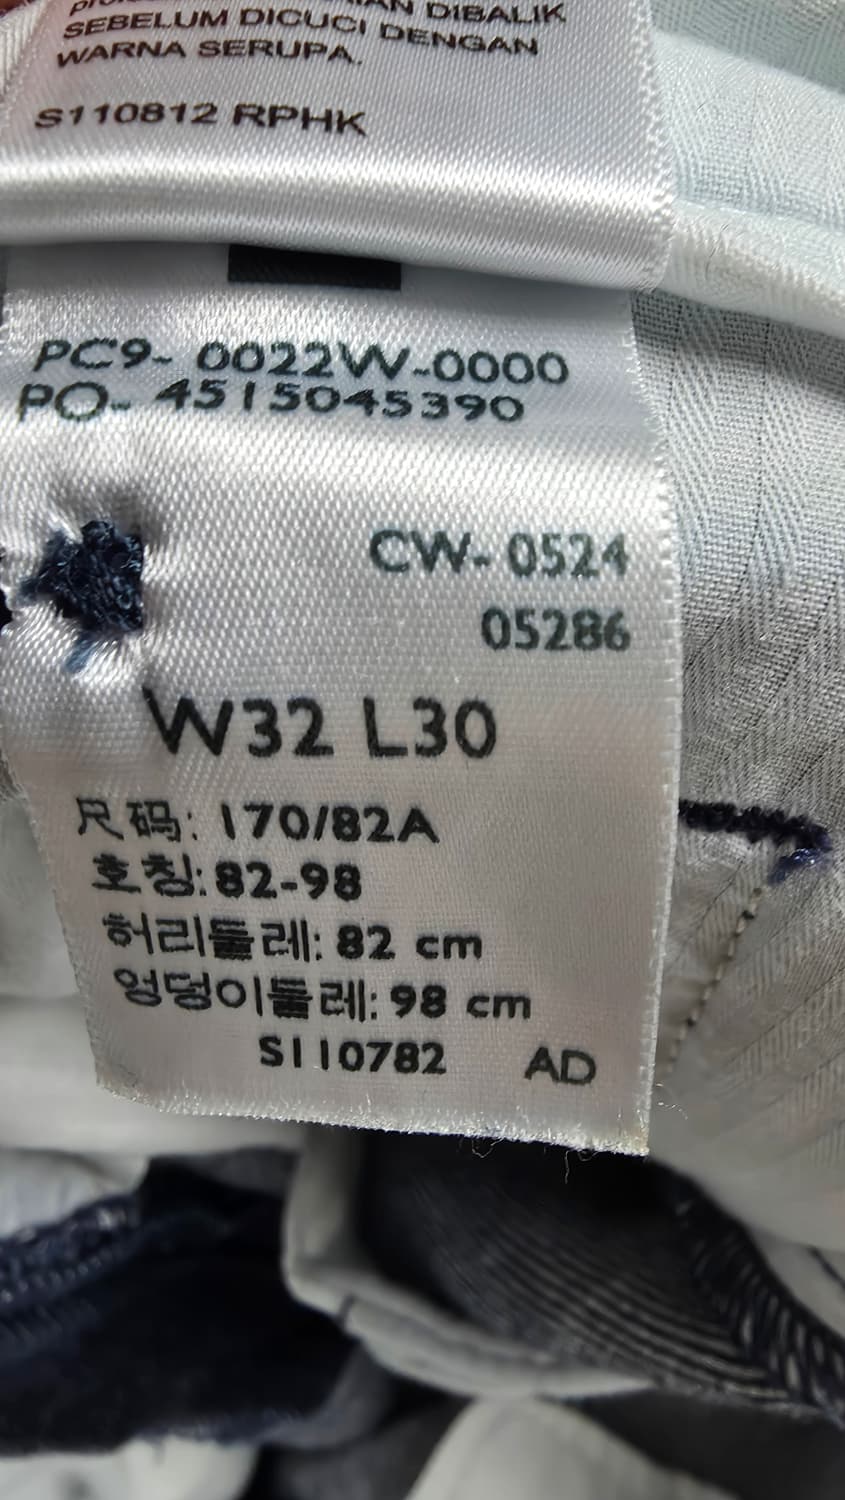 DIBALIK
SEBELUM DICUCI DENGAN
WARNA SERUPA.
S110812 RPHK
PC9- 0022W-0000
PO- 4515045390
CW- 0524
05286
W32 L30
尺码: 170/82A
호칭: 82-98
허리둘레: 82 cm
엉덩이둘레: 98 cm
S110782 AD